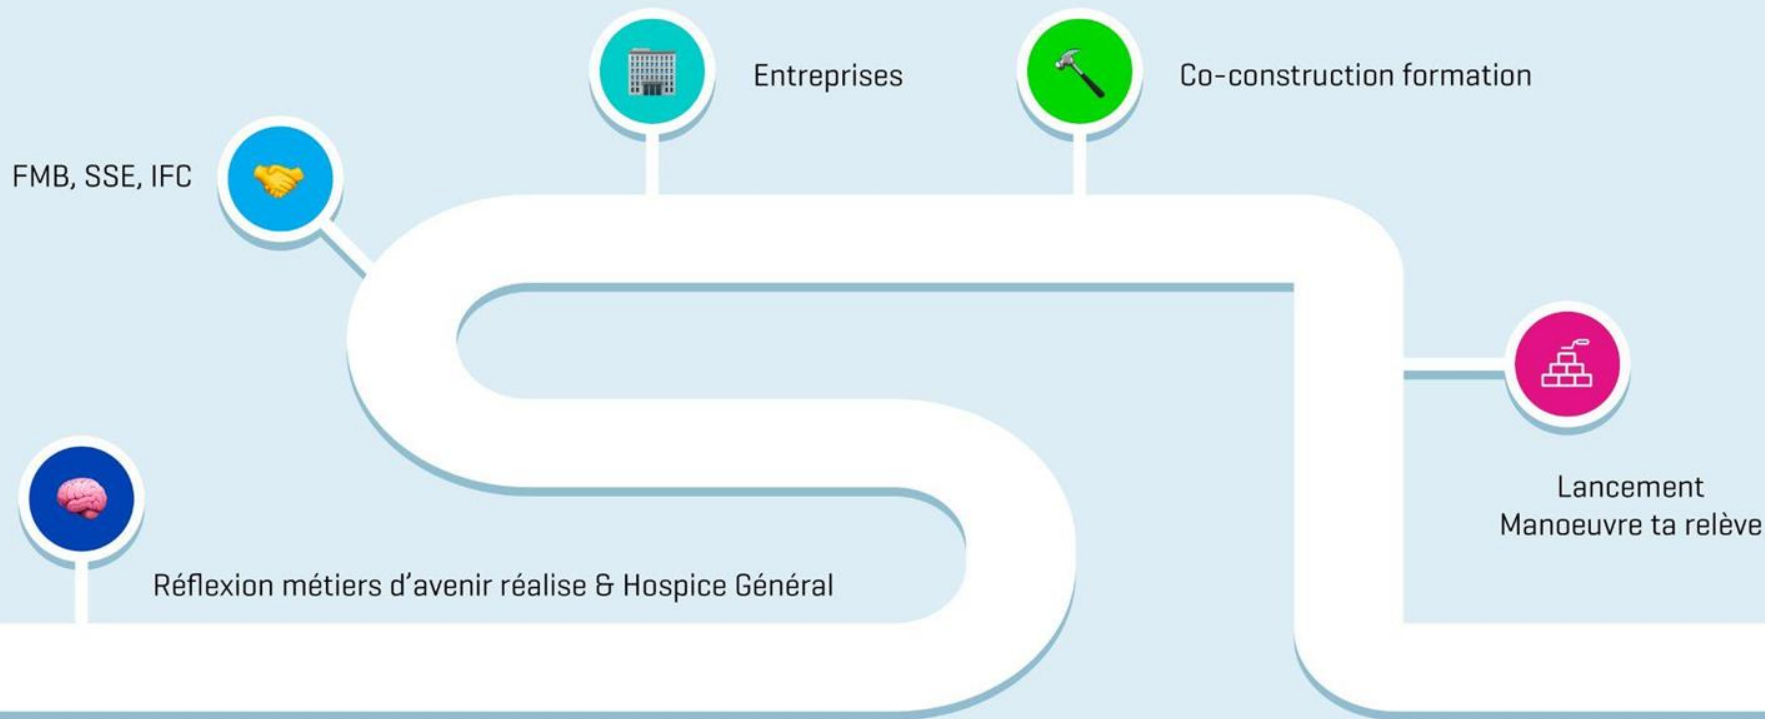 Entreprises
Co-construction formation
FMB, SSE, IFC
Lancement
Manoeuvre ta relève
Réflexion métiers d'avenir réalise & Hospice Général